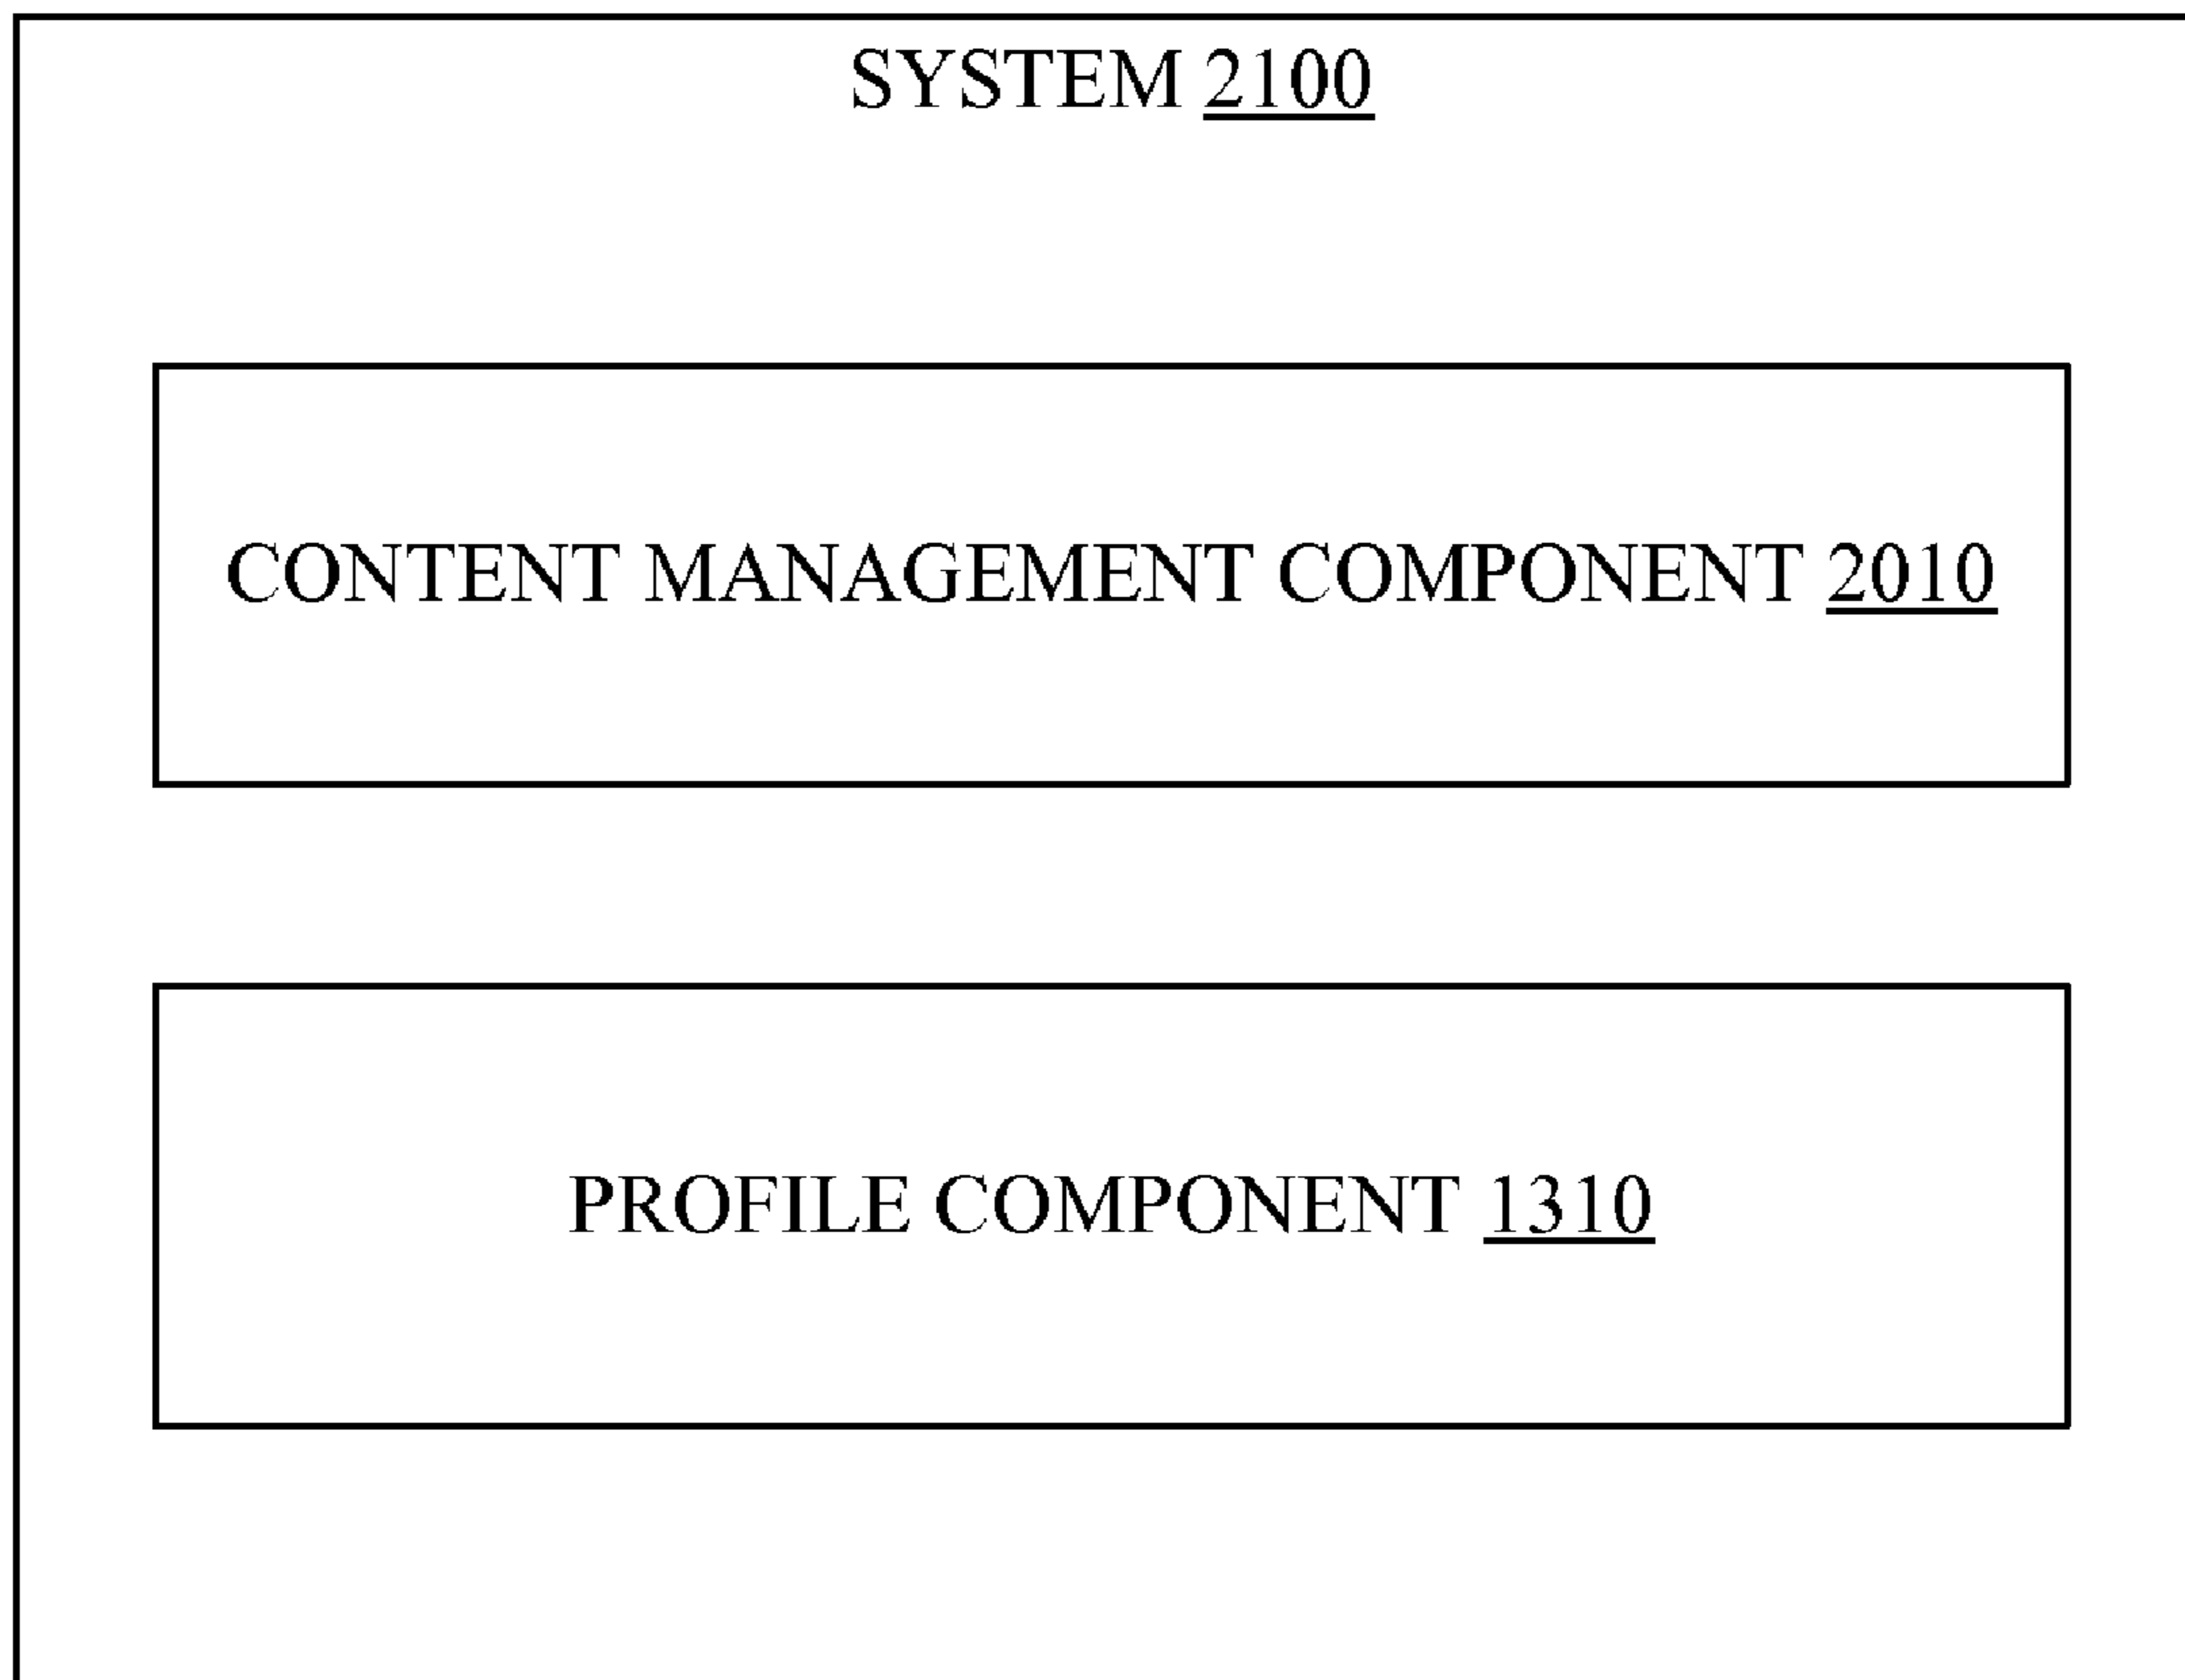 SYSTEM 2100
CONTENT MANAGEMENT COMPONENT 2010
PROFILE COMPONENT 1310